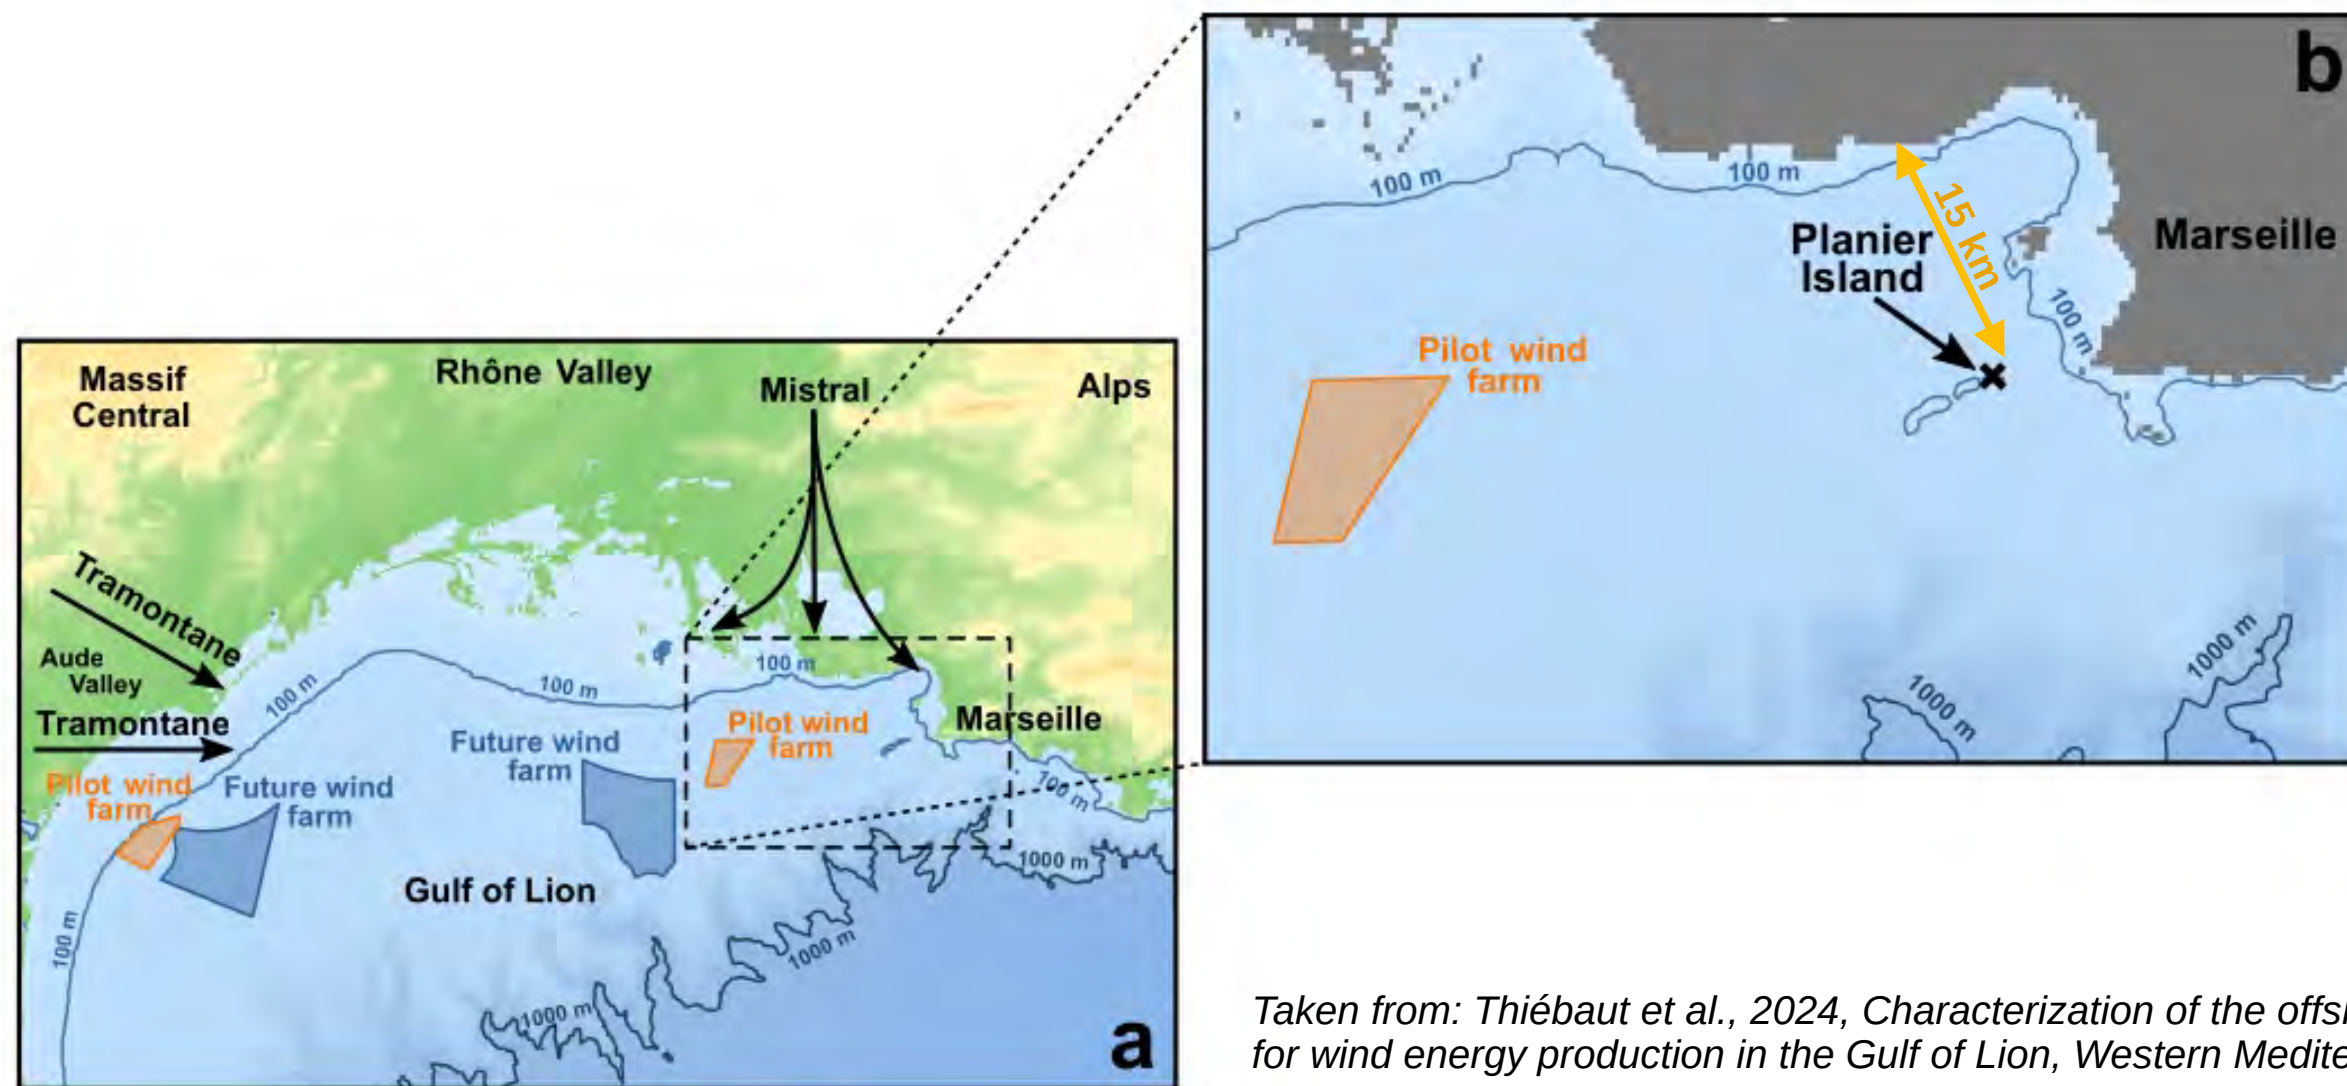 Massif
Central
Rhône Valley
Mistral
Alps
Tramontane
Aude
Valley
Tramontane
100 m
100 m
100 m
Pilot wind
farm
Future wind
farm
Future wind
farm
Pilot wind
farm
Marseille
100 m
100 m
Gulf of Lion
1000 m
1000 m
1000 m
a
b
100 m
100 m
15 km
Planier
Island
Marseille
100 m
Pilot wind
farm
1000 m
1000 m
Taken from: Thiébaut et al., 2024, Characterization of the
for wind energy production in the Gulf of Lion, Western